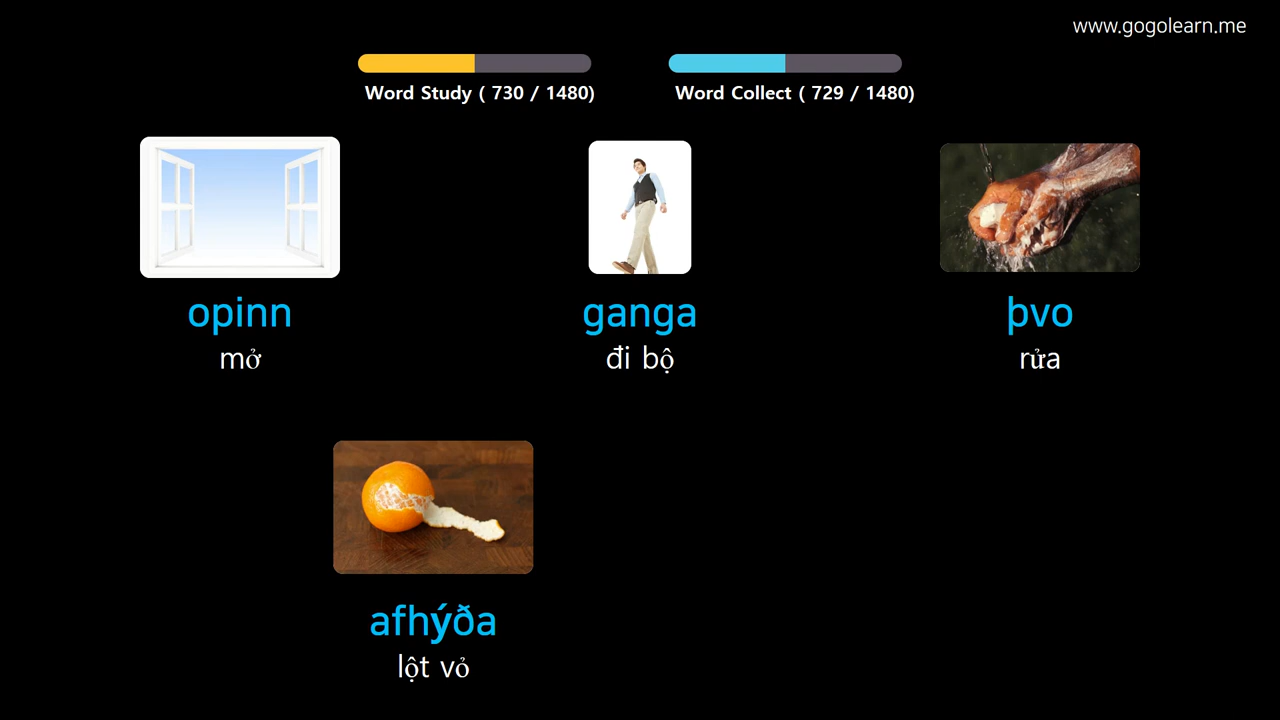 www.gogolearn.me
Word Study ( 730 / 1480)
Word Collect ( 729 / 1480)
opinn
mở
ganga
đi bộ
þvo
rửa
afhýða
lột vỏ